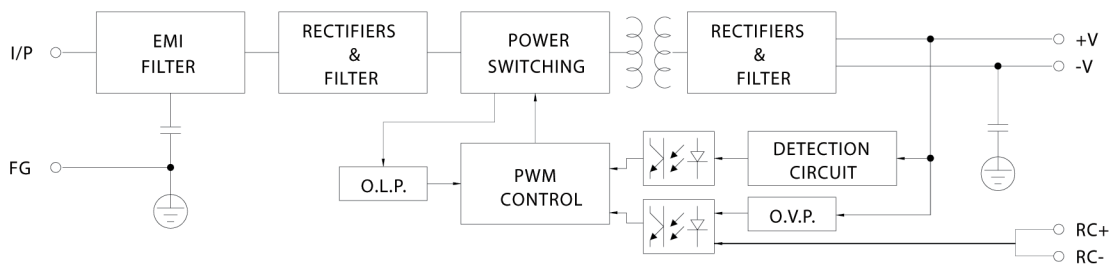 I/P
EMI
FILTER
RECTIFIERS
&
FILTER
POWER
SWITCHING
RECTIFIERS
&
FILTER
+V
-V
FG
O.L.P.
PWM
CONTROL
DETECTION
CIRCUIT
O.V.P.
RC+
RC-